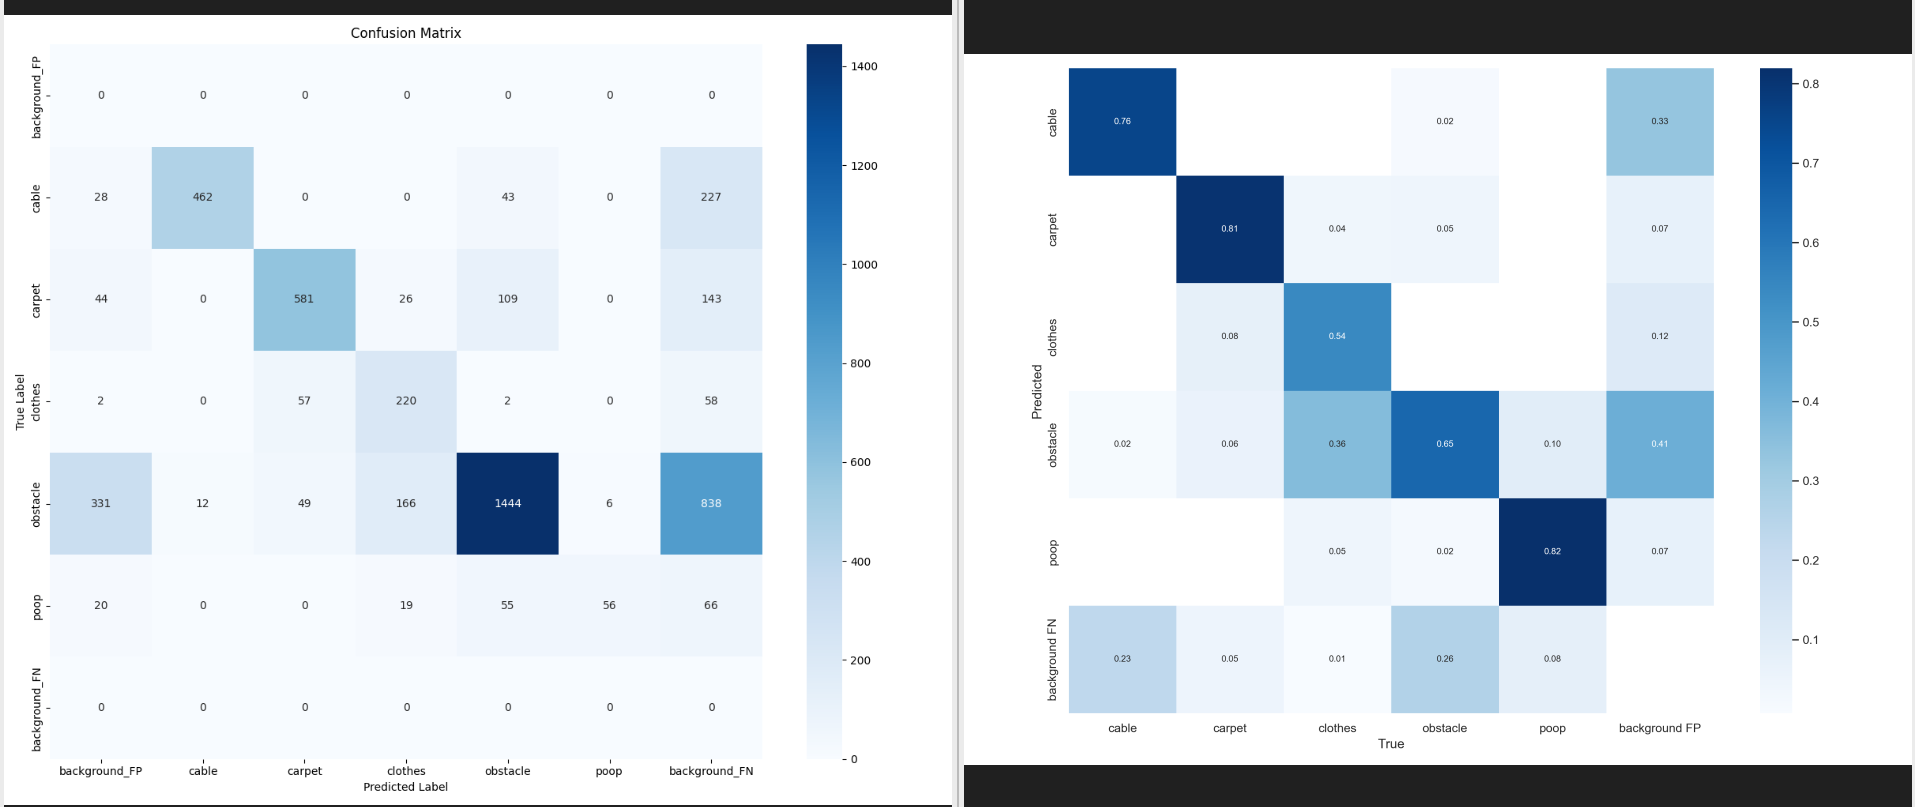 Confusion Matrix
background_FP 0 0 0 0 0 0 0
cable 28 462 0 0 43 0 227
carpet 44 0 581 26 109 0 143
clothes 2 0 57 220 2 0 58
obstacle 331 12 49 166 1444 6 838
poop 20 0 0 19 55 56 66
background_FN 0 0 0 0 0 0 0
True Label
background_FP cable carpet clothes obstacle poop background_FN
Predicted Label
1400
1200
1000
800
600
400
200
0
cable 0.76 0.02 0.33
carpet 0.81 0.04 0.05 0.07
clothes 0.08 0.54 0.12
obstacle 0.02 0.06 0.36 0.65 0.10 0.41
poop 0.05 0.02 0.82 0.07
background FN 0.23 0.05 0.01 0.26 0.08
Predicted
cable carpet clothes obstacle poop background FP
True
0.8
0.7
0.6
0.5
0.4
0.3
0.2
0.1